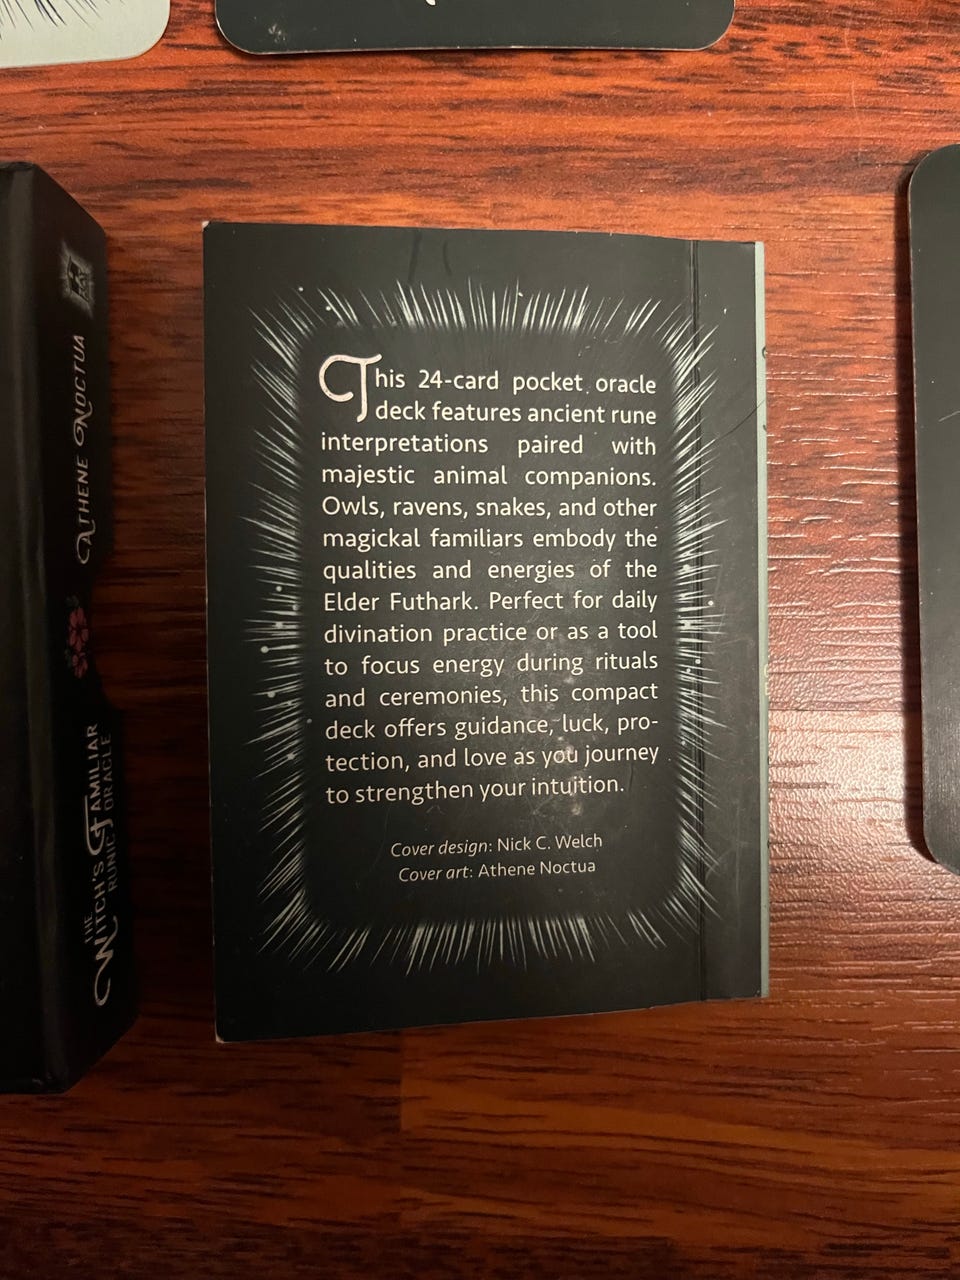 This 24-card pocket oracle
deck features ancient rune
interpretations paired with
majestic animal companions.
Owls, ravens, snakes, and other
magickal familiars embody the
qualities and energies of the
Elder Futhark. Perfect for daily
divination practice or as a tool
to focus energy during rituals
and ceremonies, this compact
deck offers guidance, luck, pro-
tection, and love as you journey
to strengthen your intuition.
Cover design: Nick C. Welch
Cover art: Athene Noctua
THE
WITCH'S FAMILIAR
RUNIC ORACLE
ATHENE NOCTUA